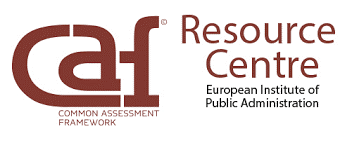 caf ©
COMMON ASSESSMENT
FRAMEWORK
Resource
Centre
European Institute of
Public Administration